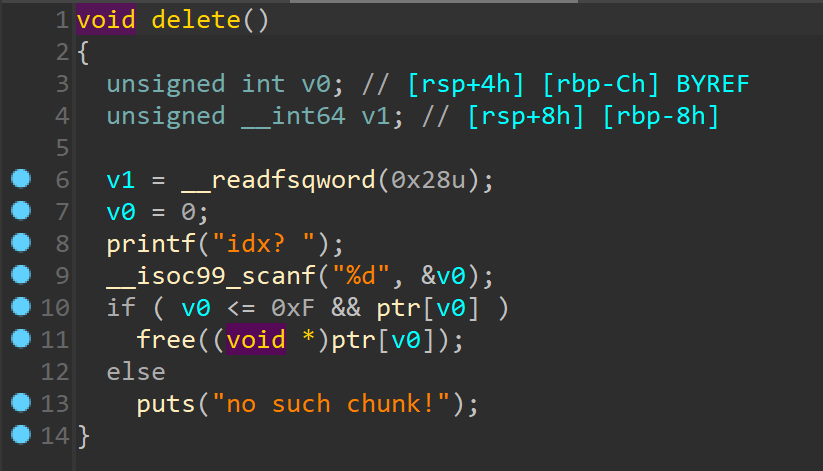 1 void delete()
2 {
3 unsigned int v0; // [rsp+4h] [rbp-Ch] BYREF
4 unsigned __int64 v1; // [rsp+8h] [rbp-8h]
5
6 v1 = __readfsqword(0x28u);
7 v0 = 0;
8 printf("idx? ");
9 __isoc99_scanf("%d", &v0);
10 if ( v0 <= 0xF && ptr[v0] )
11 free((void *)ptr[v0]);
12 else
13 puts("no such chunk!");
14 }